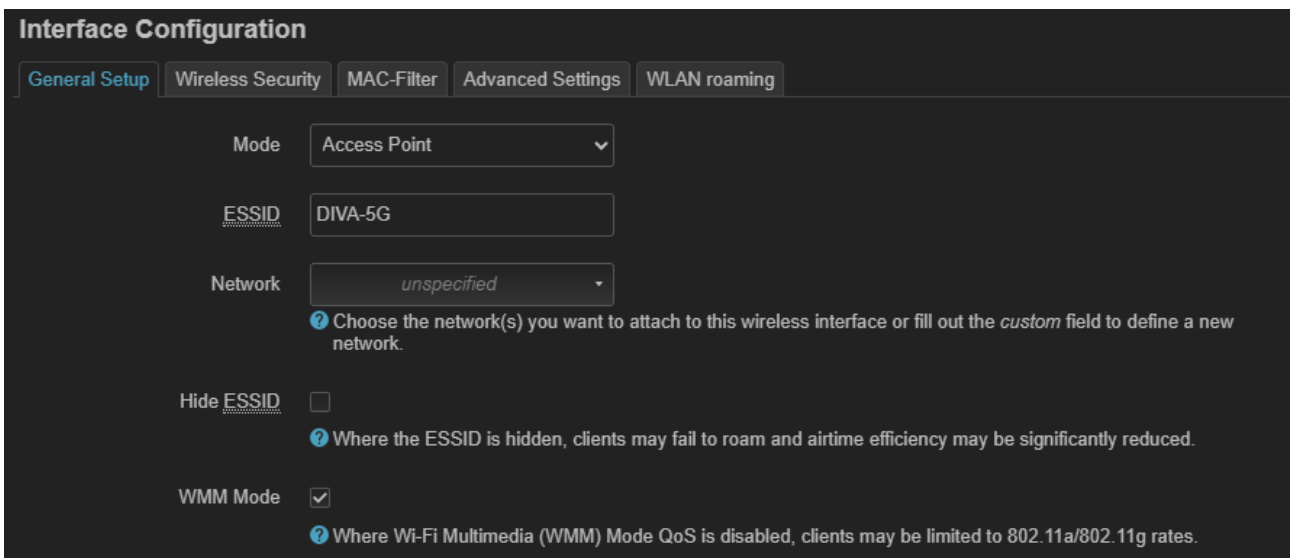 Interface Configuration
General Setup Wireless Security MAC-Filter Advanced Settings WLAN roaming
Mode Access Point
ESSID DIVA-5G
Network unspecified
Choose the network(s) you want to attach to this wireless interface or fill out the custom field to define a new
network.
Hide ESSID
Where the ESSID is hidden, clients may fail to roam and airtime efficiency may be significantly reduced.
WMM Mode
Where Wi-Fi Multimedia (WMM) Mode QoS is disabled, clients may be limited to 802.11a/802.11g rates.